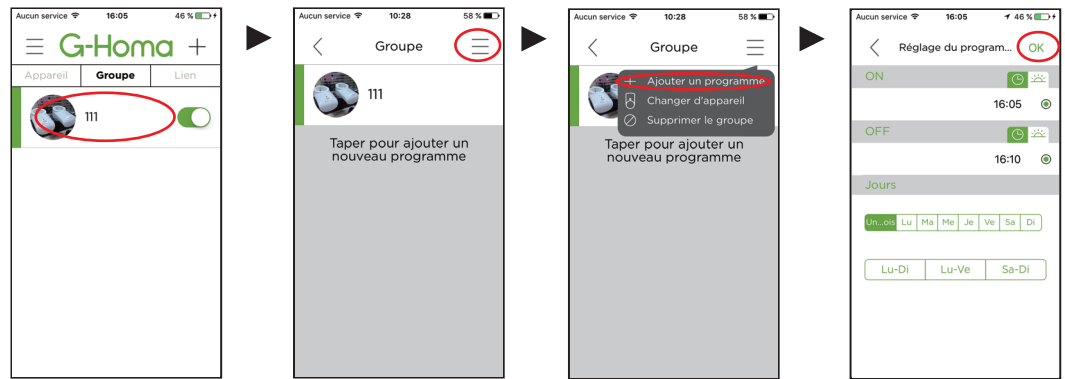 Aucun service 16:05 46 %
G-Homa
Appareil Groupe Lien
111
Aucun service 10:28 58 %
Groupe
111
Taper pour ajouter un
nouveau programme
Aucun service 10:28 58 %
Groupe
Ajouter un programme
Changer d'appareil
Supprimer le groupe
Taper pour ajouter un
nouveau programme
Aucun service 16:05 46 %
Réglage du program... OK
ON
16:05
OFF
16:10
Jours
Un...ois Lu Ma Me Je Ve Sa Di
Lu-Di Lu-Ve Sa-Di